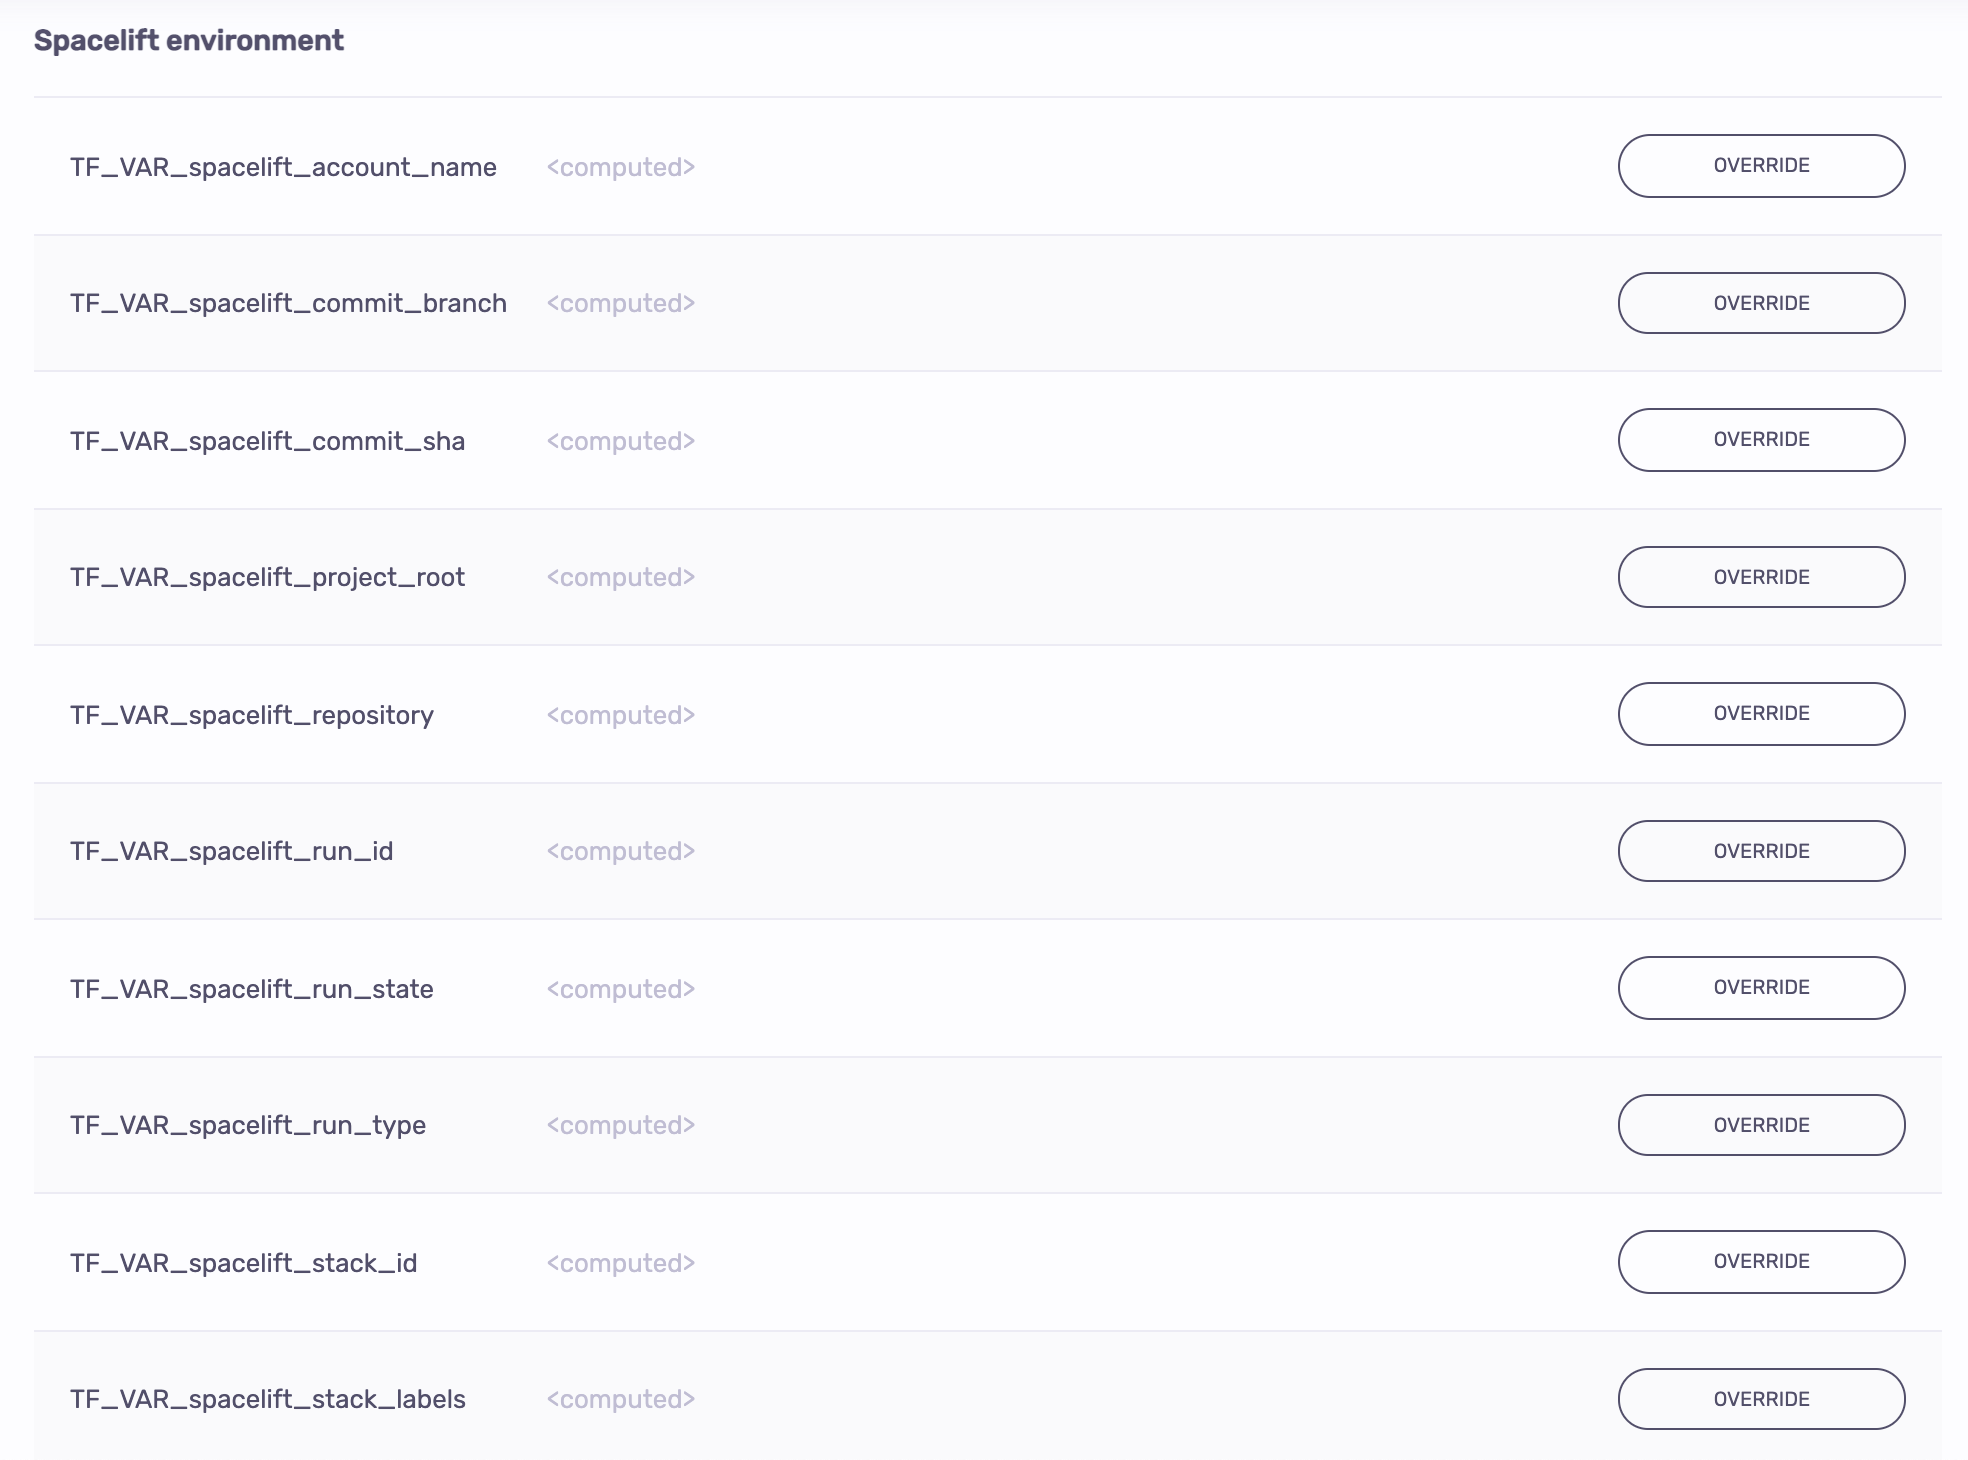 Spacelift environment
TF_VAR_spacelift_account_name <computed> OVERRIDE
TF_VAR_spacelift_commit_branch <computed> OVERRIDE
TF_VAR_spacelift_commit_sha <computed> OVERRIDE
TF_VAR_spacelift_project_root <computed> OVERRIDE
TF_VAR_spacelift_repository <computed> OVERRIDE
TF_VAR_spacelift_run_id <computed> OVERRIDE
TF_VAR_spacelift_run_state <computed> OVERRIDE
TF_VAR_spacelift_run_type <computed> OVERRIDE
TF_VAR_spacelift_stack_id <computed> OVERRIDE
TF_VAR_spacelift_stack_labels <computed> OVERRIDE